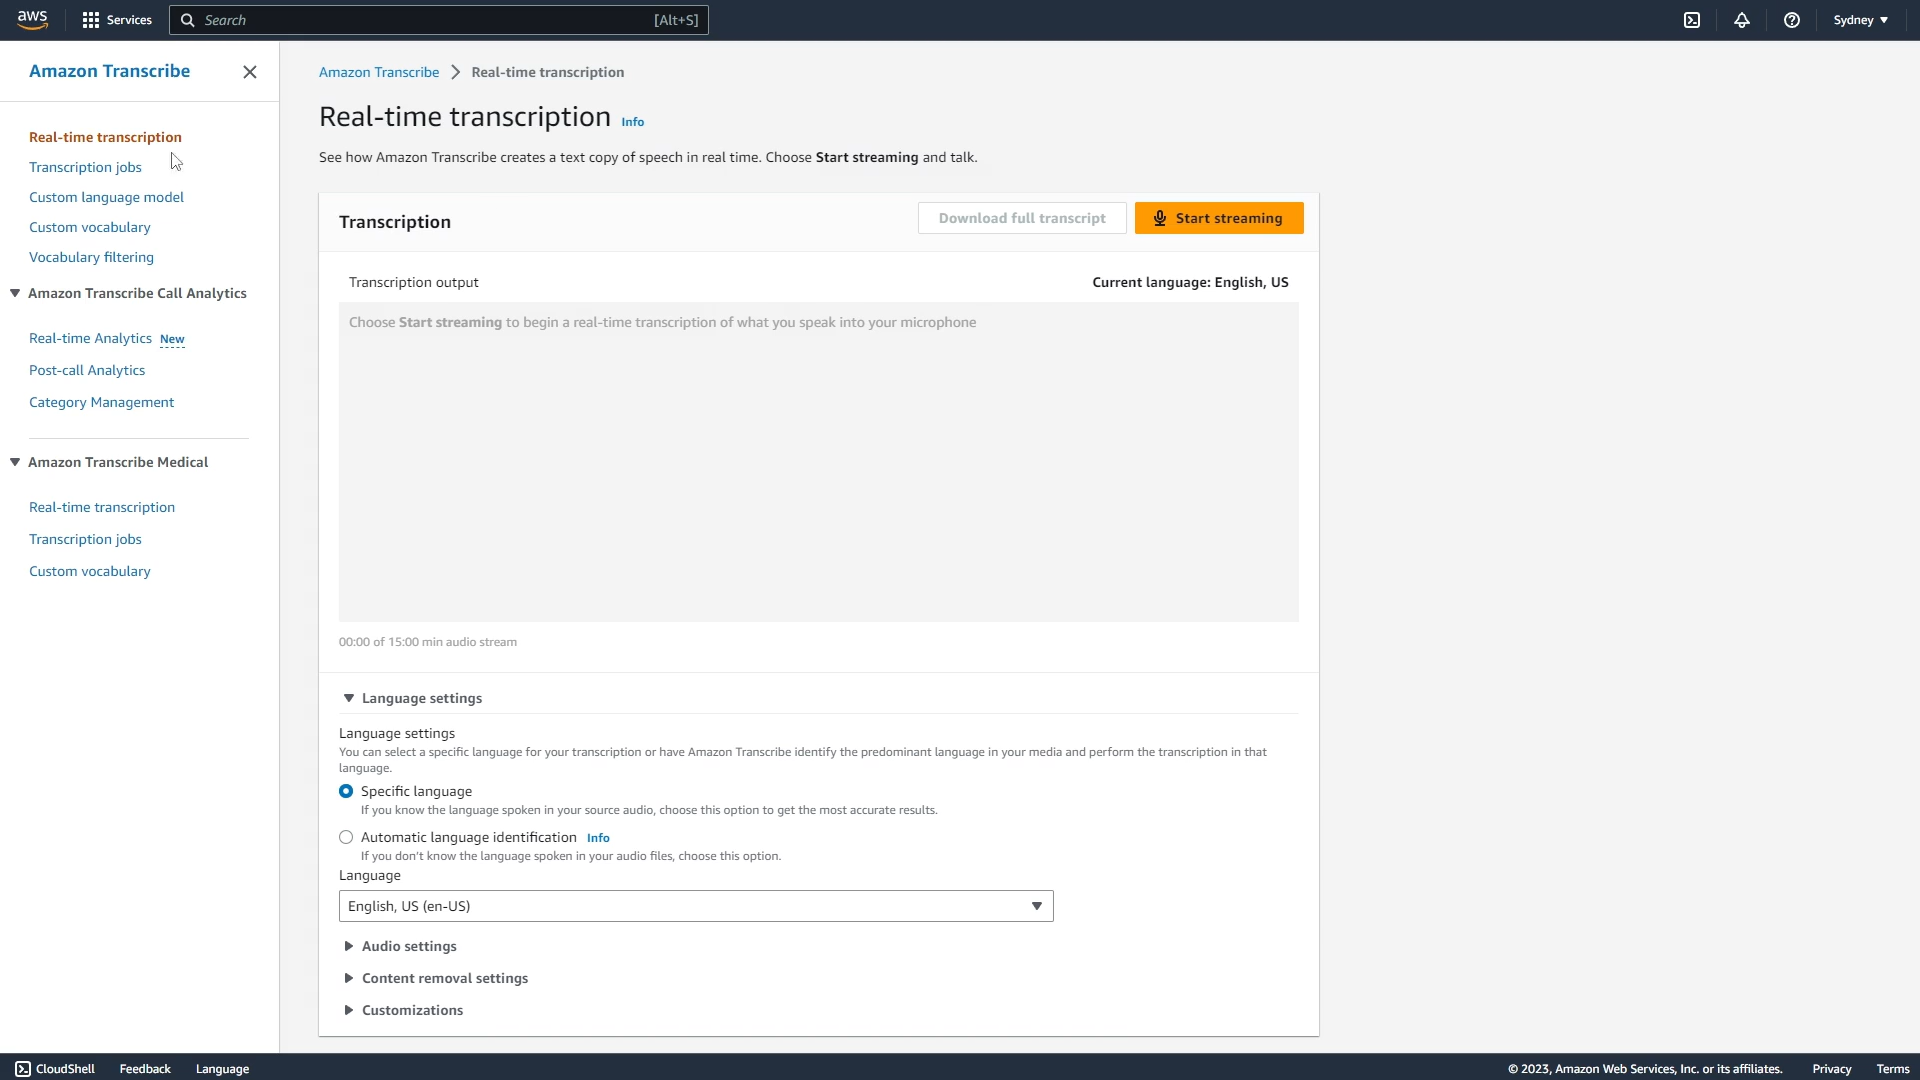 aws
Services
Search
[Alt+S]
Sydney
Amazon Transcribe
Real-time transcription
Transcription jobs
Custom language model
Custom vocabulary
Vocabulary filtering
Amazon Transcribe Call Analytics
Real-time Analytics New
Post-call Analytics
Category Management
Amazon Transcribe Medical
Real-time transcription
Transcription jobs
Custom vocabulary
Amazon Transcribe > Real-time transcription
Real-time transcription Info
See how Amazon Transcribe creates a text copy of speech in real time. Choose Start streaming and talk.
Transcription
Download full transcript
Start streaming
Transcription output
Current language: English, US
Choose Start streaming to begin a real-time transcription of what you speak into your microphone
00:00 of 15:00 min audio stream
Language settings
Language settings
You can select a specific language for your transcription or have Amazon Transcribe identify the predominant language in your media and perform the transcription in that
language.
Specific language
If you know the language spoken in your source audio, choose this option to get the most accurate results.
Automatic language identification Info
If you don't know the language spoken in your audio files, choose this option.
Language
English, US (en-US)
Audio settings
Content removal settings
Customizations
CloudShell
Feedback
Language
© 2023, Amazon Web Services, Inc. or its affiliates.
Privacy
Terms